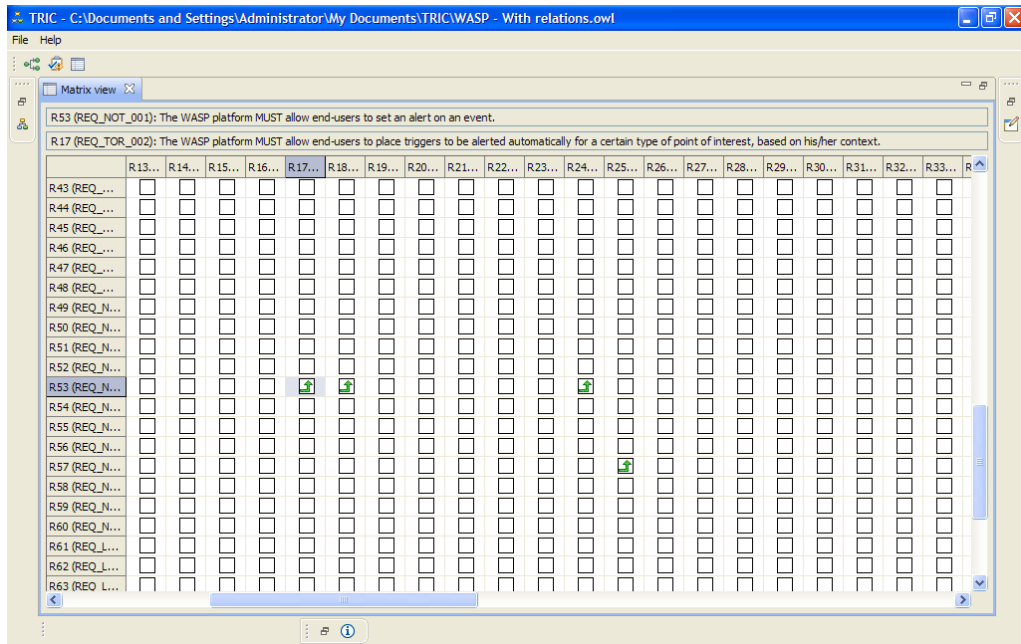 TRIC - C:\Documents and Settings\Administrator\My Documents\TRIC\WASP - With relations.owl
File Help
Matrix view
R53 (REQ_NOT_001): The WASP platform MUST allow end-users to set an alert on an event.
R17 (REQ_TOR_002): The WASP platform MUST allow end-users to place triggers to be alerted automatically for a certain type of point of interest, based on his/her context.
R13... R14... R15... R16... R17... R18... R19... R20... R21... R22... R23... R24... R25... R26... R27... R28... R29... R30... R31... R32... R33... R
R43 (REQ_...
R44 (REQ_...
R45 (REQ_...
R46 (REQ_...
R47 (REQ_...
R48 (REQ_...
R49 (REQ_N...
R50 (REQ_N...
R51 (REQ_N...
R52 (REQ_N...
R53 (REQ_N...
R54 (REQ_N...
R55 (REQ_N...
R56 (REQ_N...
R57 (REQ_N...
R58 (REQ_N...
R59 (REQ_N...
R60 (REQ_N...
R61 (REQ_L...
R62 (REQ_L...
R63 (REQ_L...